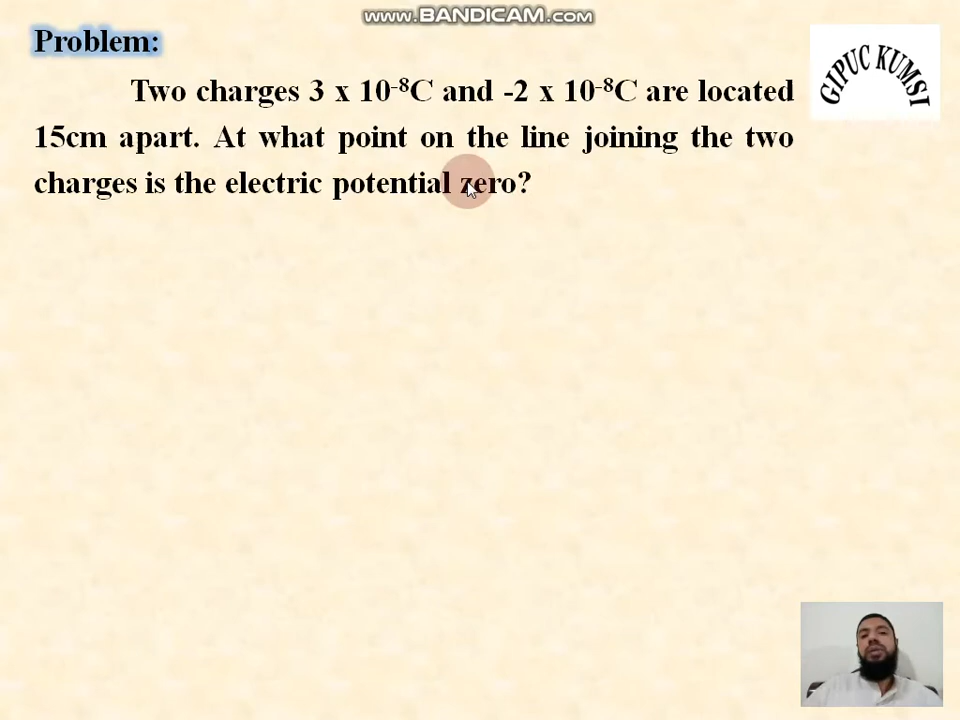 www.BANDICAM.com
Problem:
GIPUC KUMSI
Two charges 3 x 10⁻⁸C and -2 x 10⁻⁸C are located
15cm apart. At what point on the line joining the two
charges is the electric potential zero?